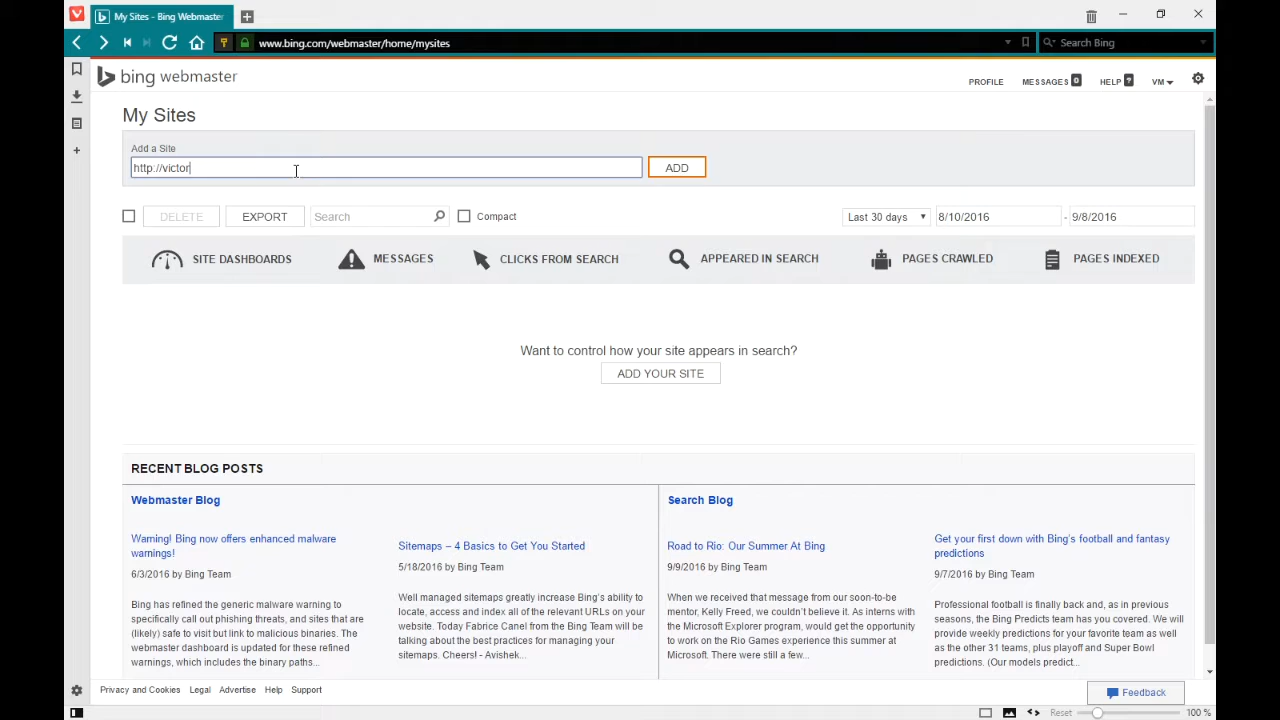 My Sites - Bing Webmaster
www.bing.com/webmaster/home/mysites
Search Bing
bing webmaster
PROFILE
MESSAGES 0
HELP ?
VM
My Sites
Add a Site
http://victor
ADD
DELETE
EXPORT
Search
Compact
Last 30 days
8/10/2016
- 9/8/2016
SITE DASHBOARDS
MESSAGES
CLICKS FROM SEARCH
APPEARED IN SEARCH
PAGES CRAWLED
PAGES INDEXED
Want to control how your site appears in search?
ADD YOUR SITE
RECENT BLOG POSTS
Webmaster Blog
Warning! Bing now offers enhanced malware
warnings!
6/3/2016 by Bing Team
Bing has refined the generic malware warning to
specifically call out phishing threats, and sites that are
(likely) safe to visit but link to malicious binaries. The
webmaster dashboard is updated for these refined
warnings, which includes the binary paths...
Sitemaps – 4 Basics to Get You Started
5/18/2016 by Bing Team
Well managed sitemaps greatly increase Bing's ability to
locate, access and index all of the relevant URLs on your
website. Today Fabrice Canel from the Bing Team will be
talking about the best practices for managing your
sitemaps. Cheers! - Avishek...
Search Blog
Road to Rio: Our Summer At Bing
9/9/2016 by Bing Team
When we received that message from our soon-to-be
mentor, Kelly Freed, we couldn't believe it. As interns with
the Microsoft Explorer program, would get the opportunity
to work on the Rio Games experience this summer at
Microsoft. There were still a few...
Get your first down with Bing's football and fantasy
predictions
9/7/2016 by Bing Team
Professional football is finally back and, as in previous
seasons, the Bing Predicts team has you covered. We will
provide weekly predictions for your favorite team as well
as the other 31 teams, plus playoff and Super Bowl
predictions. (Our models predict...
Privacy and Cookies
Legal
Advertise
Help
Support
Feedback
Reset
100 %